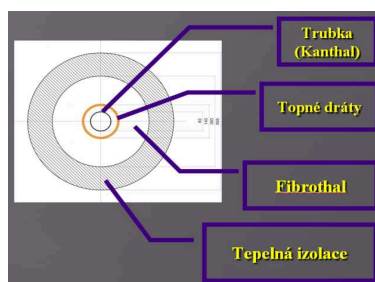 Trubka
(Kanthal)
Topné dráty
Fibrothal
Tepelná izolace